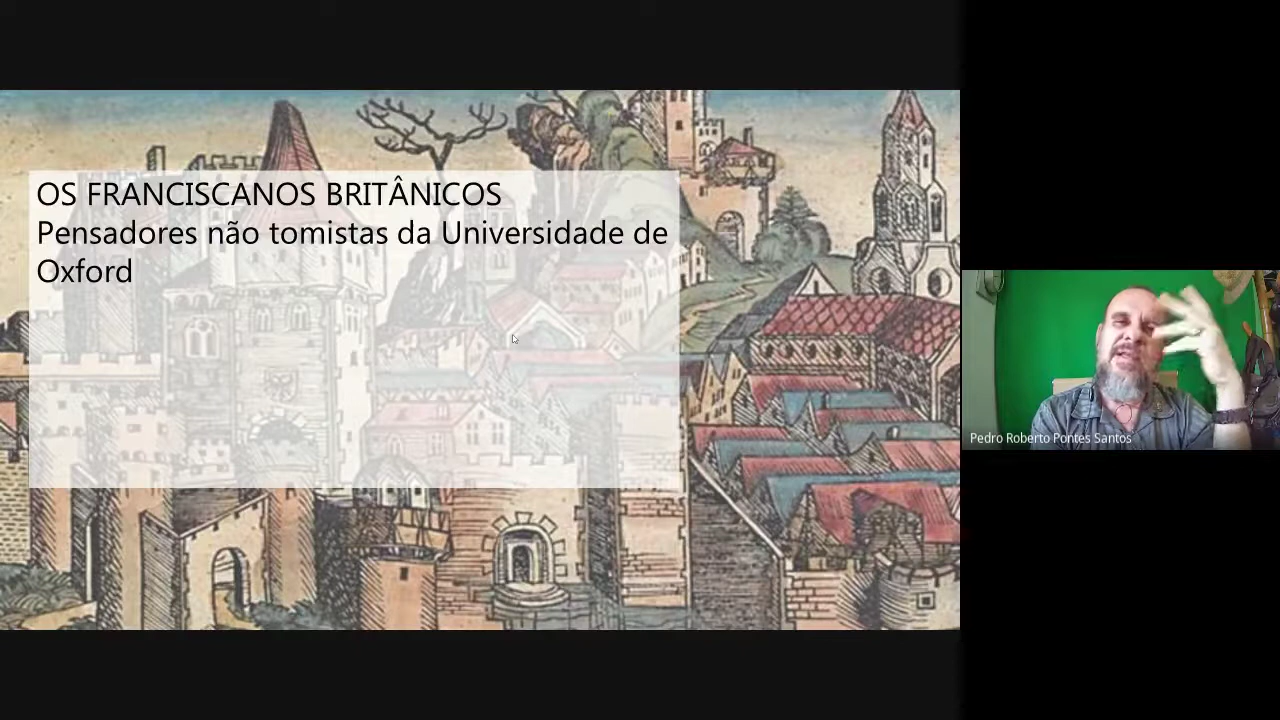 OS FRANCISCANOS BRITÂNICOS
Pensadores não tomistas da Universidade de
Oxford
Pedro Roberto Pontes Santos